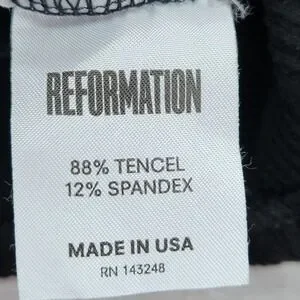 REFORMATION
88% TENCEL
12% SPANDEX
MADE IN USA
RN 143248